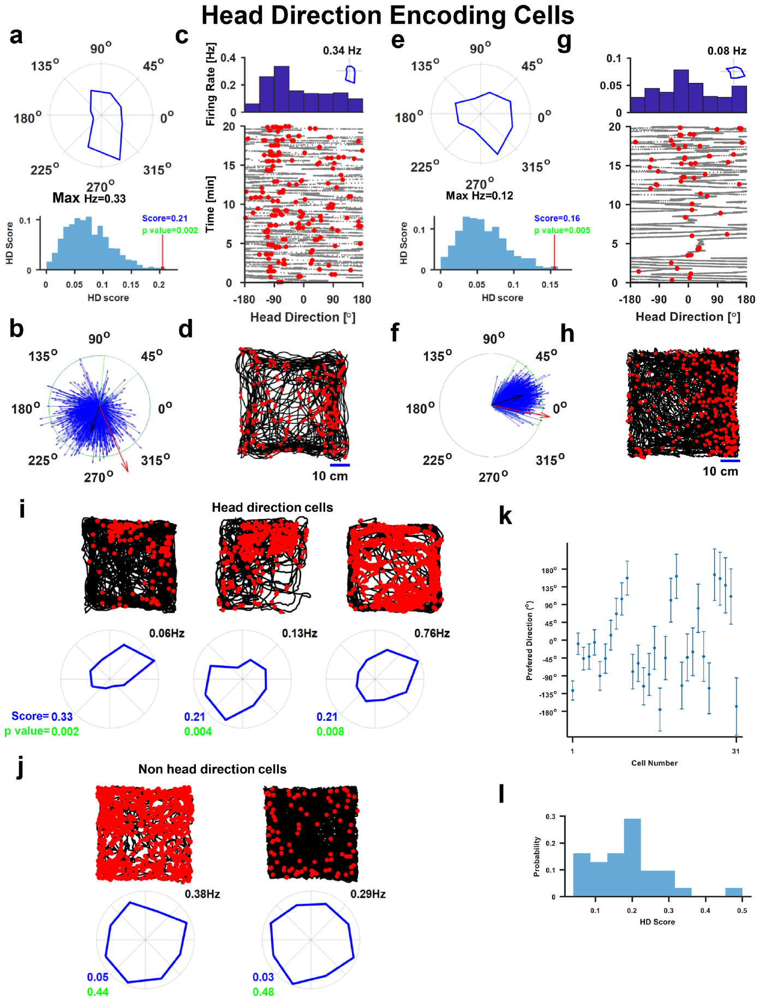 Head Direction Encoding Cells
a
90°
135°
45°
180°
0°
225°
315°
270°
Max Hz=0.33
HD Score
0.1
0
Score=0.21
p value=0.002
0 0.05 0.1 0.15 0.2
HD score
c
Firing Rate [Hz]
0.4
0.2
0
0.34 Hz
Time [min]
20
15
10
5
0
-180 -90 0 90 180
Head Direction [°]
e
90°
135°
45°
180°
0°
225°
315°
270°
Max Hz=0.12
HD Score
0.1
0
Score=0.16
p value=0.005
0 0.05 0.1 0.15
HD score
g
0.1
0.05
0
0.08 Hz
20
15
10
5
0
-180 -90 0 90 180
Head Direction [°]
b
90°
135°
45°
180°
0°
225°
315°
270°
d
10 cm
f
90°
135°
45°
180°
0°
225°
315°
270°
h
10 cm
i
Head direction cells
0.06Hz
0.13Hz
0.76Hz
Score= 0.33
p value= 0.002
0.21
0.004
0.21
0.008
j
Non head direction cells
0.38Hz
0.29Hz
0.05
0.44
0.03
0.48
k
Preferred Direction (°)
180°
135°
90°
45°
0°
-45°
-90°
-135°
-180°
1 31
Cell Number
l
Probability
0.3
0.2
0.1
0
0.1 0.2 0.3 0.4 0.5
HD Score